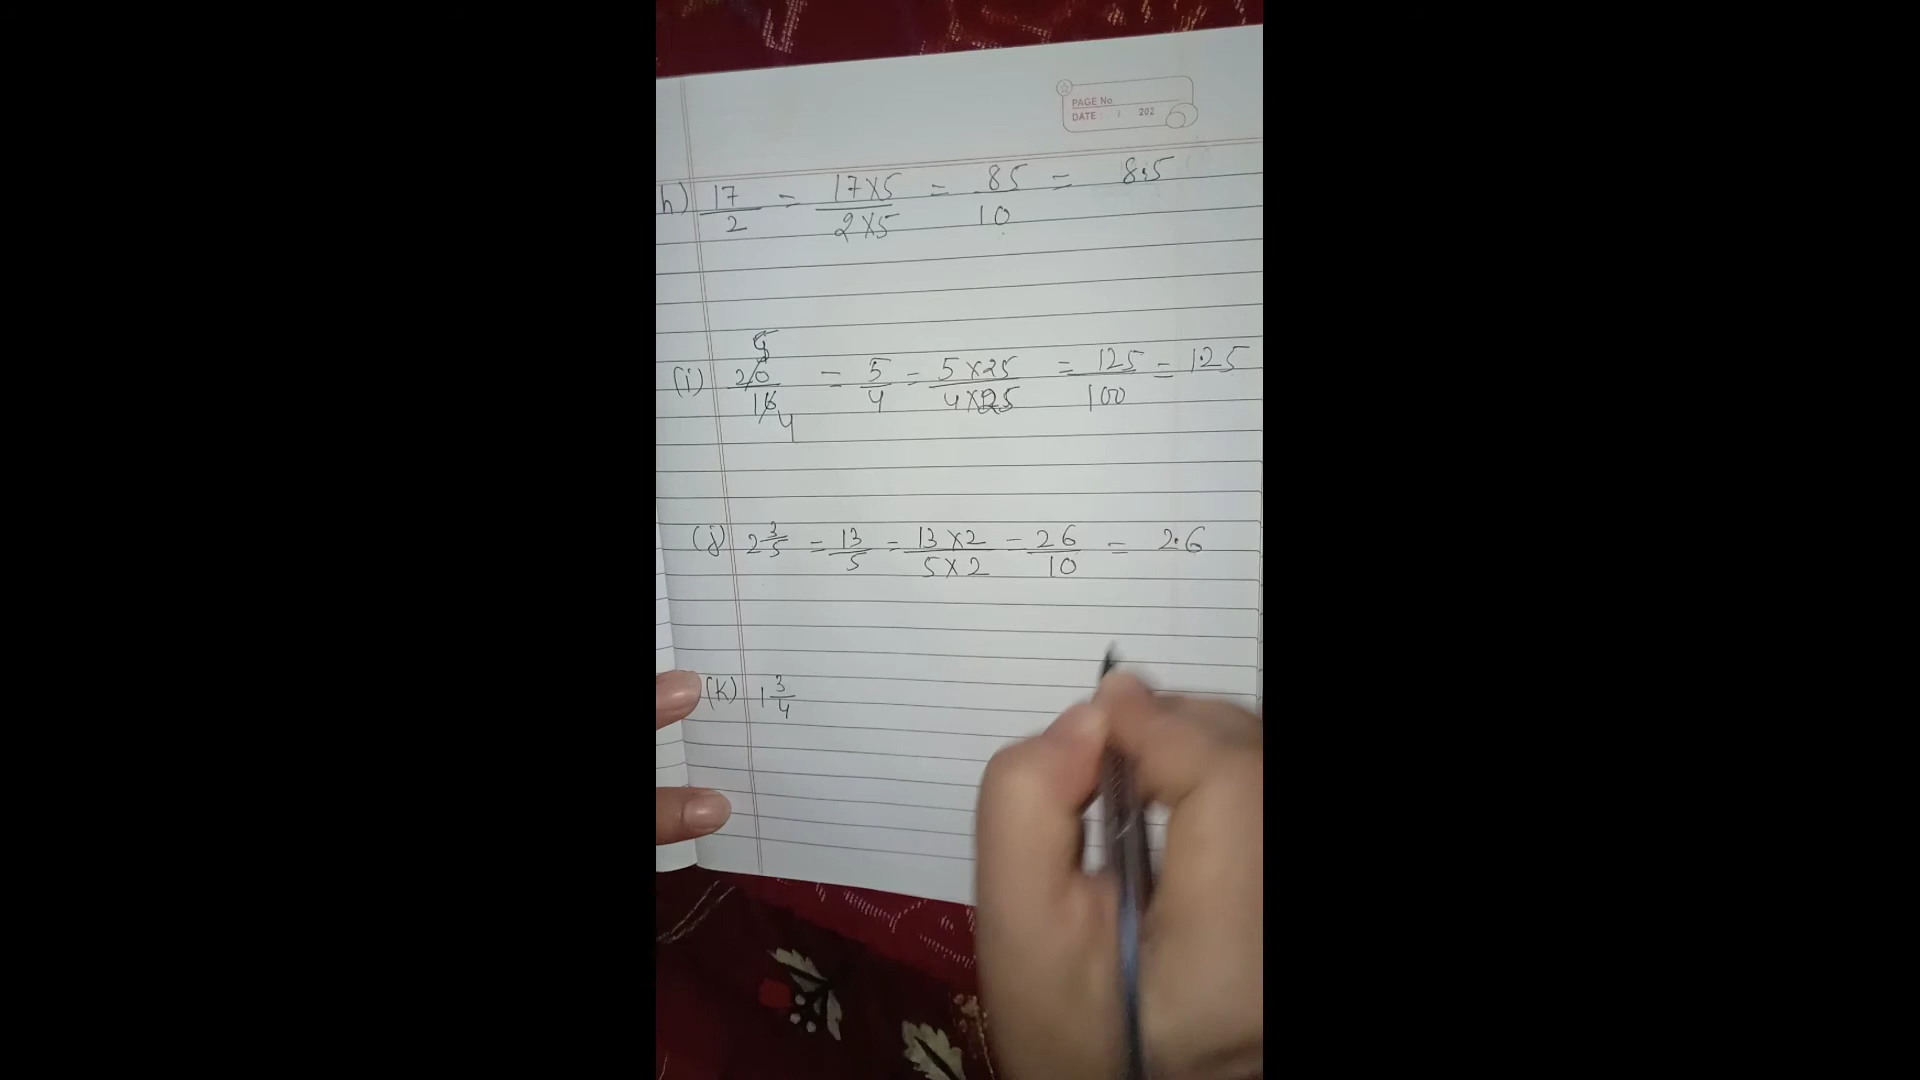 PAGE No.
DATE : / 202
h) 17/2 = 17×5/2×5 = 85/10 = 8.5
(i) 20/16 5 4 = 5/4 = 5×25/4×25 = 125/100 = 1.25
(j) 2 3/5 = 13/5 = 13×2/5×2 = 26/10 = 2.6
(k) 1 3/4